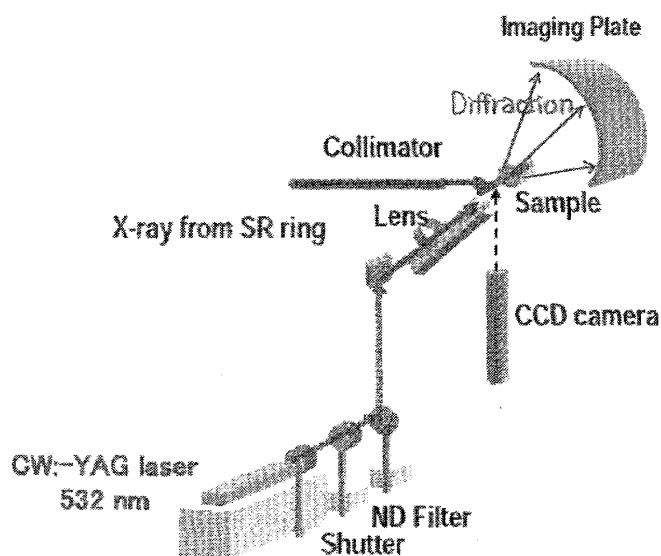 Imaging Plate
Diffraction
Collimator
Sample
Lens
X-ray from SR ring
CCD camera
CW:-YAG laser
532 nm
ND Filter
Shutter